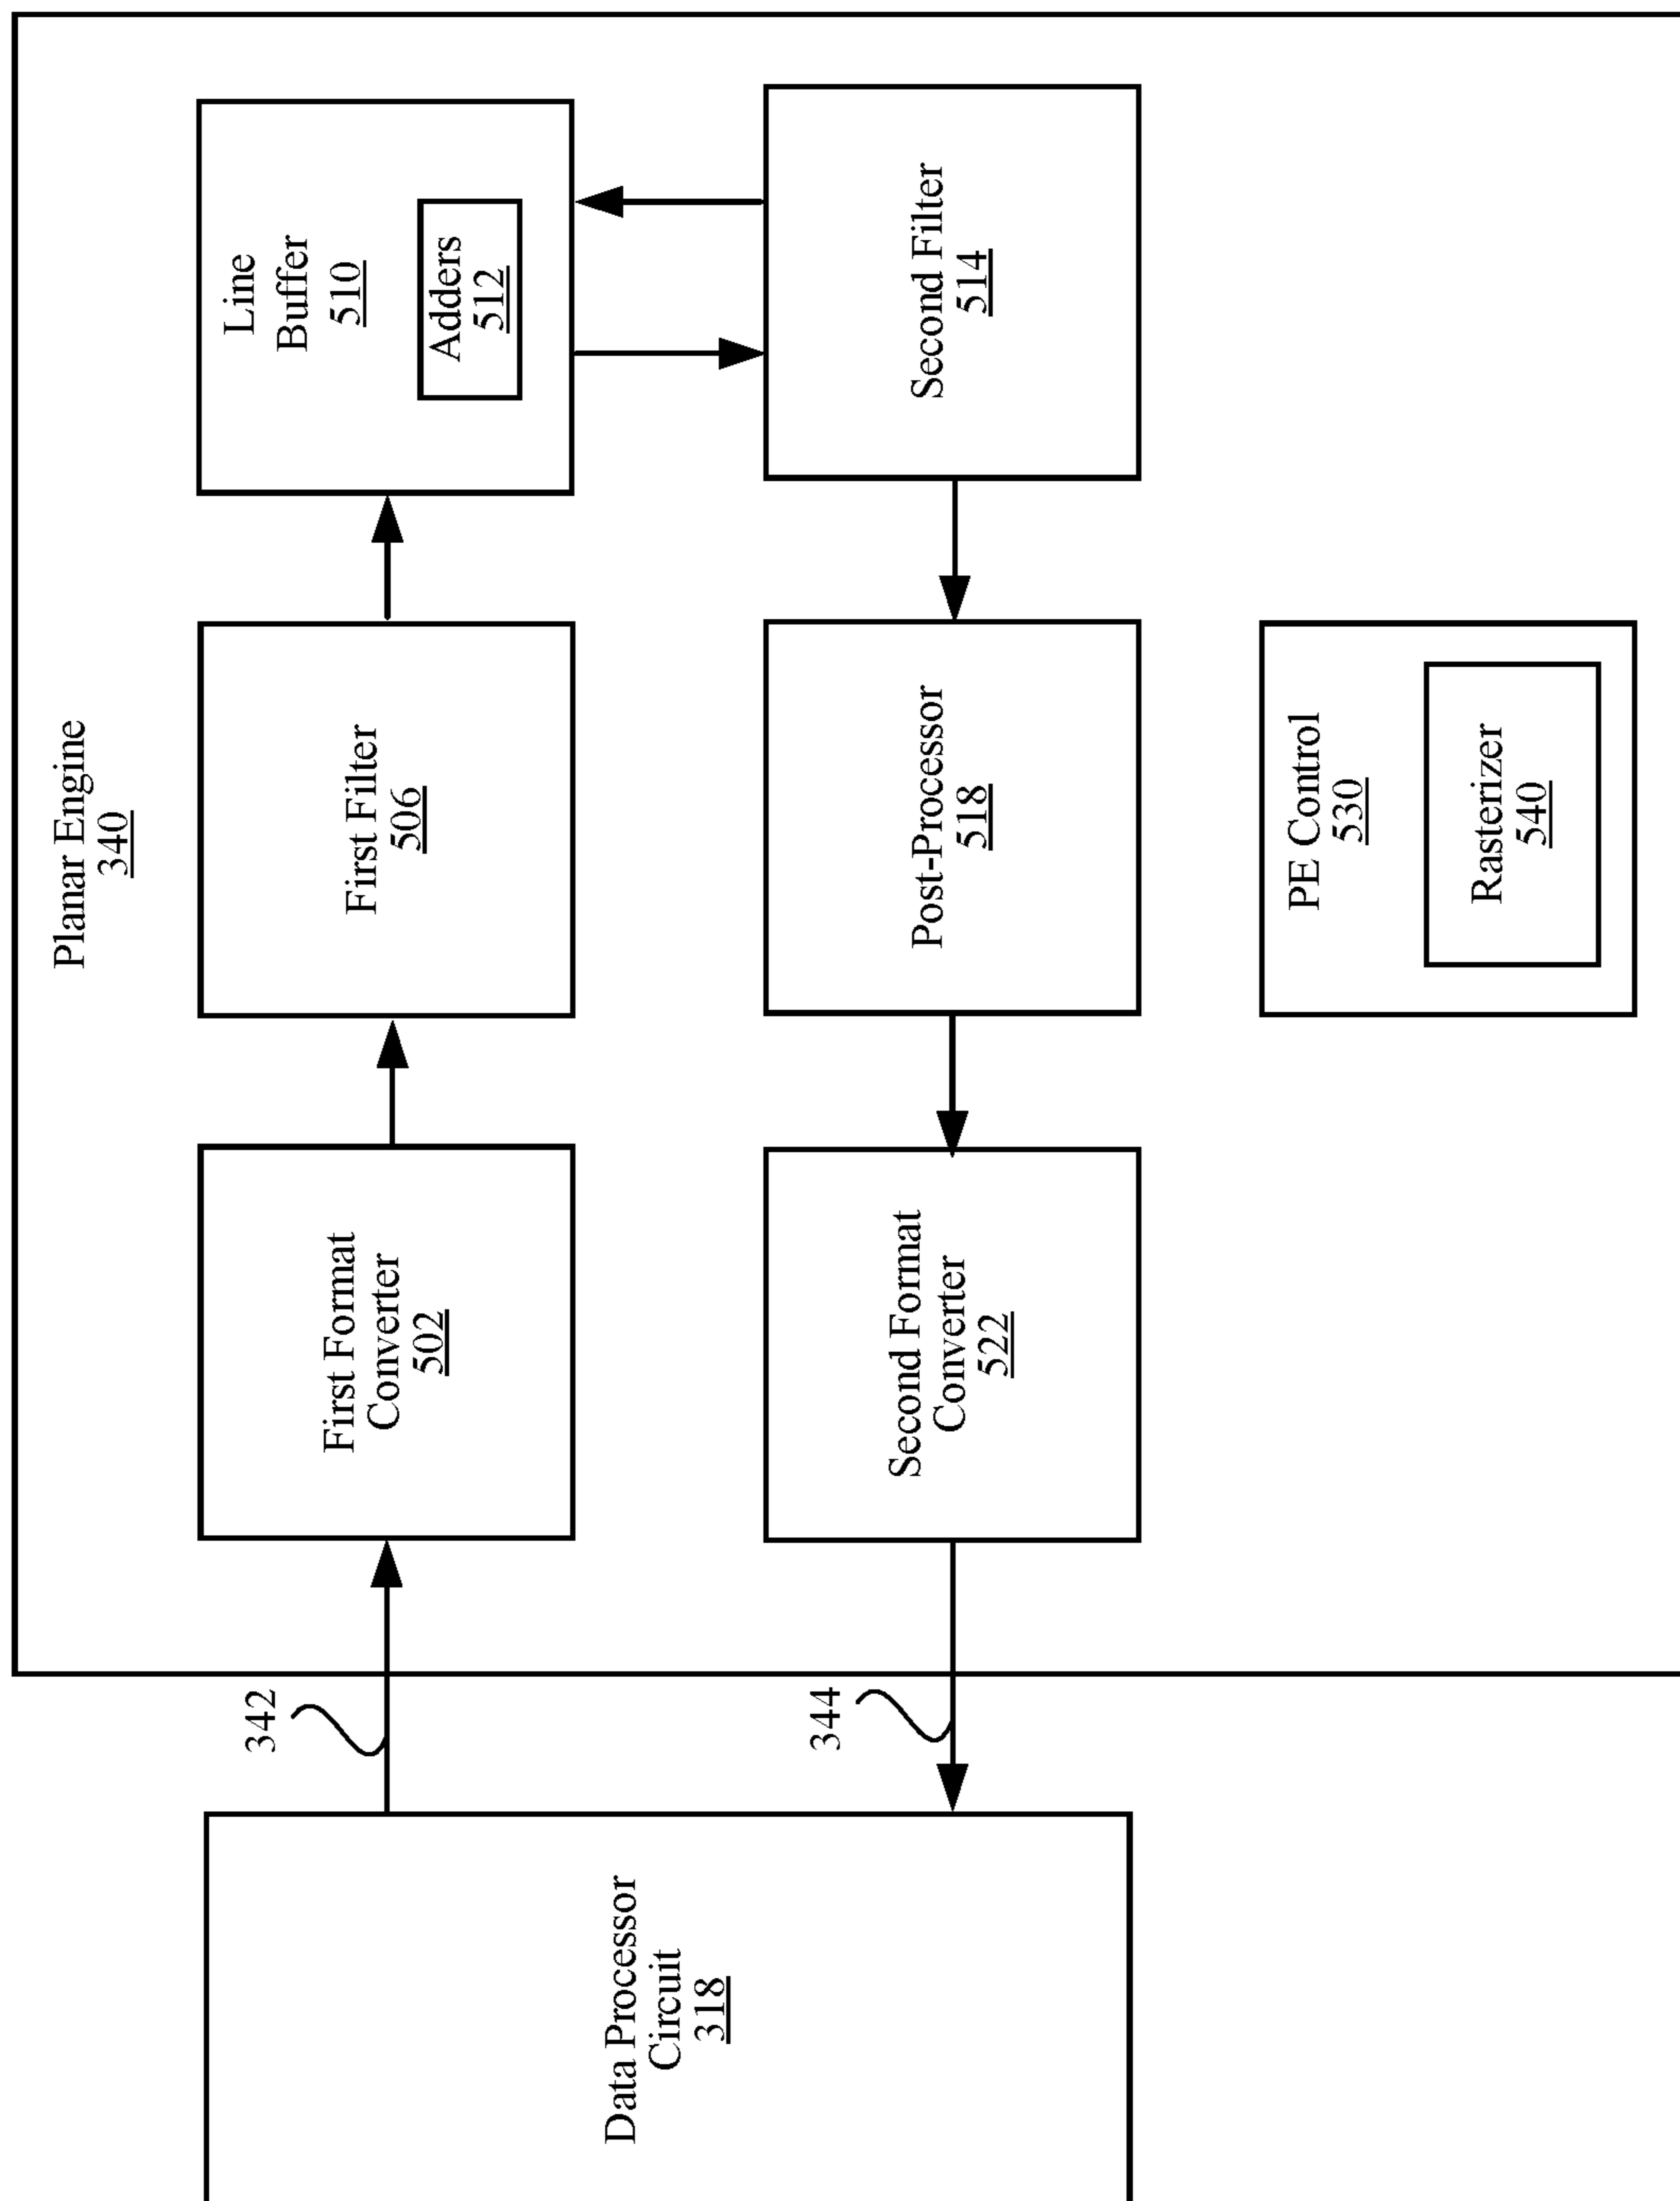 Planar Engine
340
Data Processor
Circuit
318
342
First Format
Converter
502
First Filter
506
Line
Buffer
510
Adders
512
344
Second Format
Converter
522
Post-Processor
518
Second Filter
514
PE Control
530
Rasterizer
540